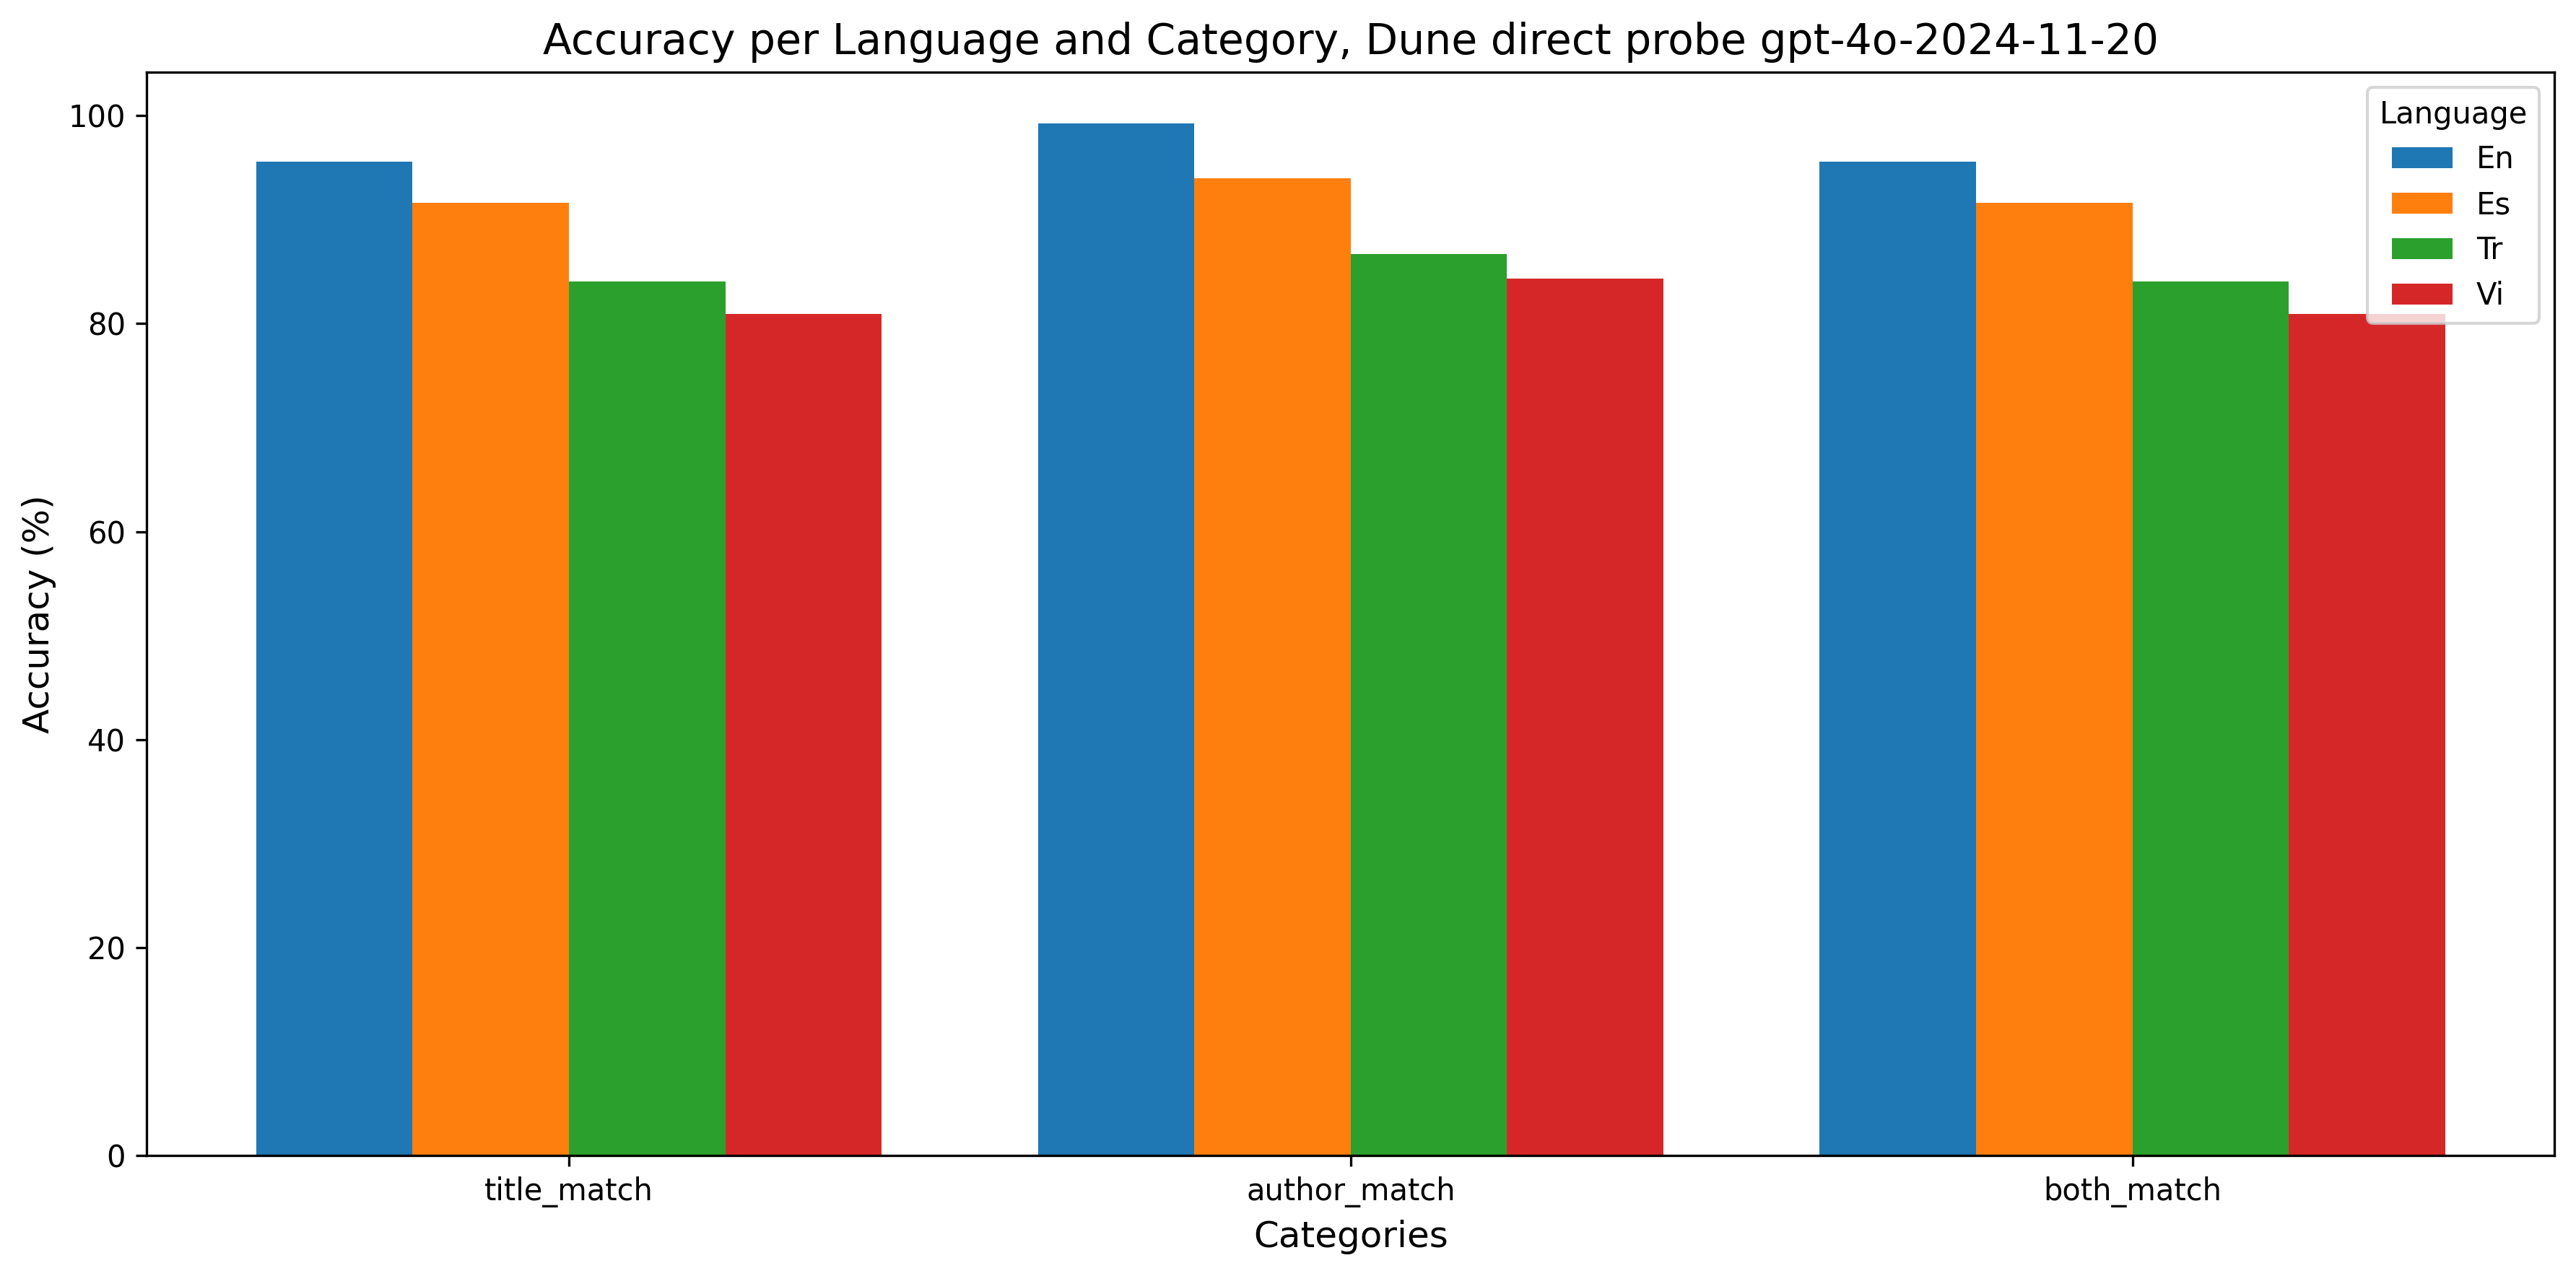 Accuracy per Language and Category, Dune direct probe gpt-4o-2024-11-20
Language
En
Es
Tr
Vi
Accuracy (%)
100
80
60
40
20
0
title_match
author_match
both_match
Categories